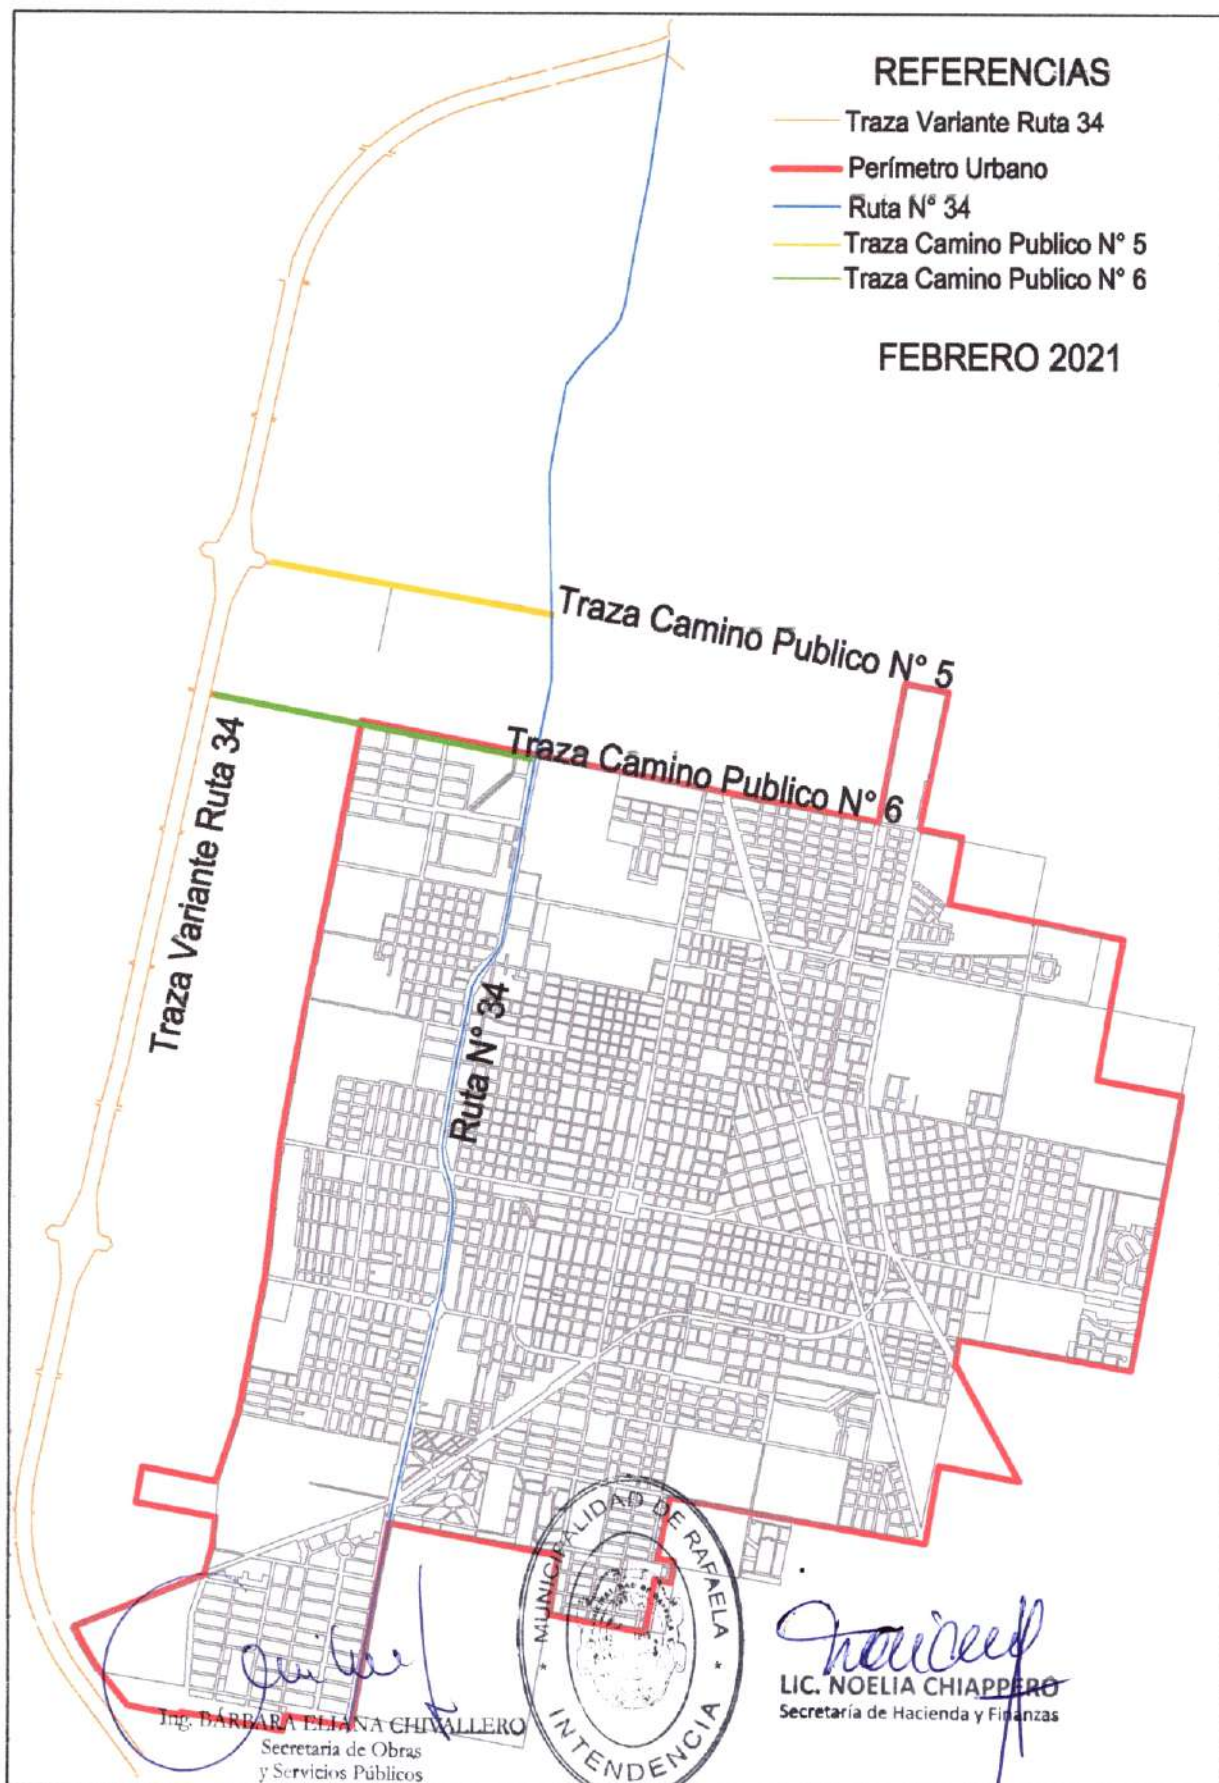 REFERENCIAS
Traza Variante Ruta 34
Perímetro Urbano
Ruta N° 34
Traza Camino Publico N° 5
Traza Camino Publico N° 6
FEBRERO 2021
Traza Camino Publico N° 5
Traza Camino Publico N° 6
Traza Variante Ruta 34
Ruta N° 34
MUNICIPALIDAD DE RAFAELA
* INTENDENCIA *
Ing. BÁRBARA ELIANA CHIVALLERO
Secretaria de Obras
y Servicios Públicos
LIC. NOELIA CHIAPPERO
Secretaría de Hacienda y Finanzas